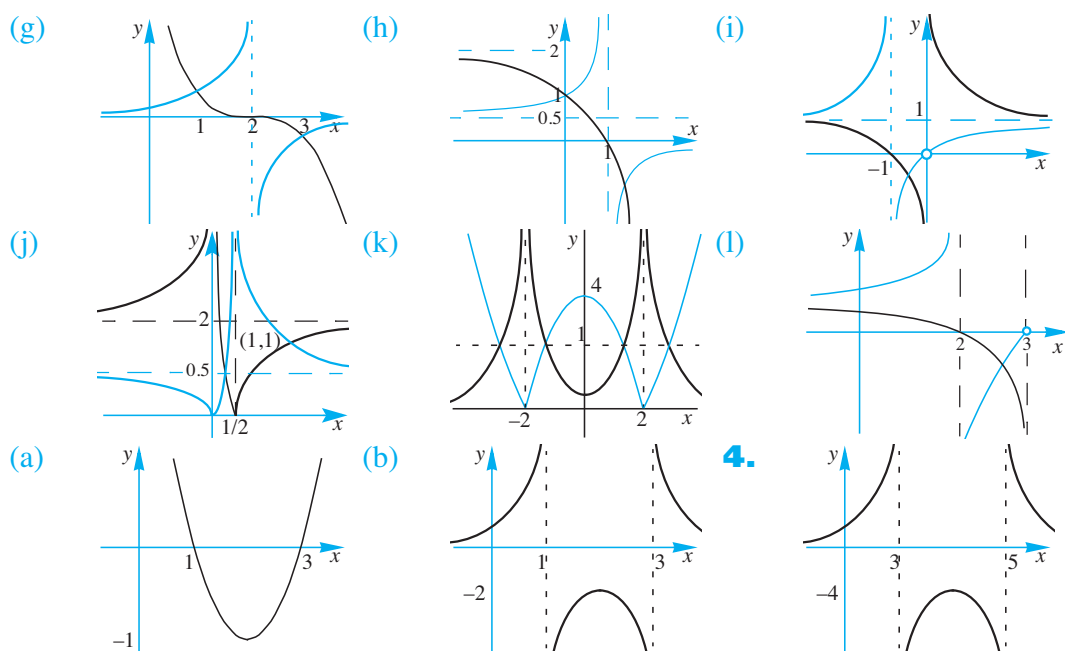 (g)
y
1
2
3
x
(h)
y
2
1
0.5
1
x
(i)
y
1
–1
x
(j)
y
2
(1,1)
0.5
1/2
x
(k)
y
4
1
–2
2
x
(l)
y
2
3
x
(a)
y
1
3
x
–1
(b)
y
1
3
x
–2
4.
y
3
5
x
–4